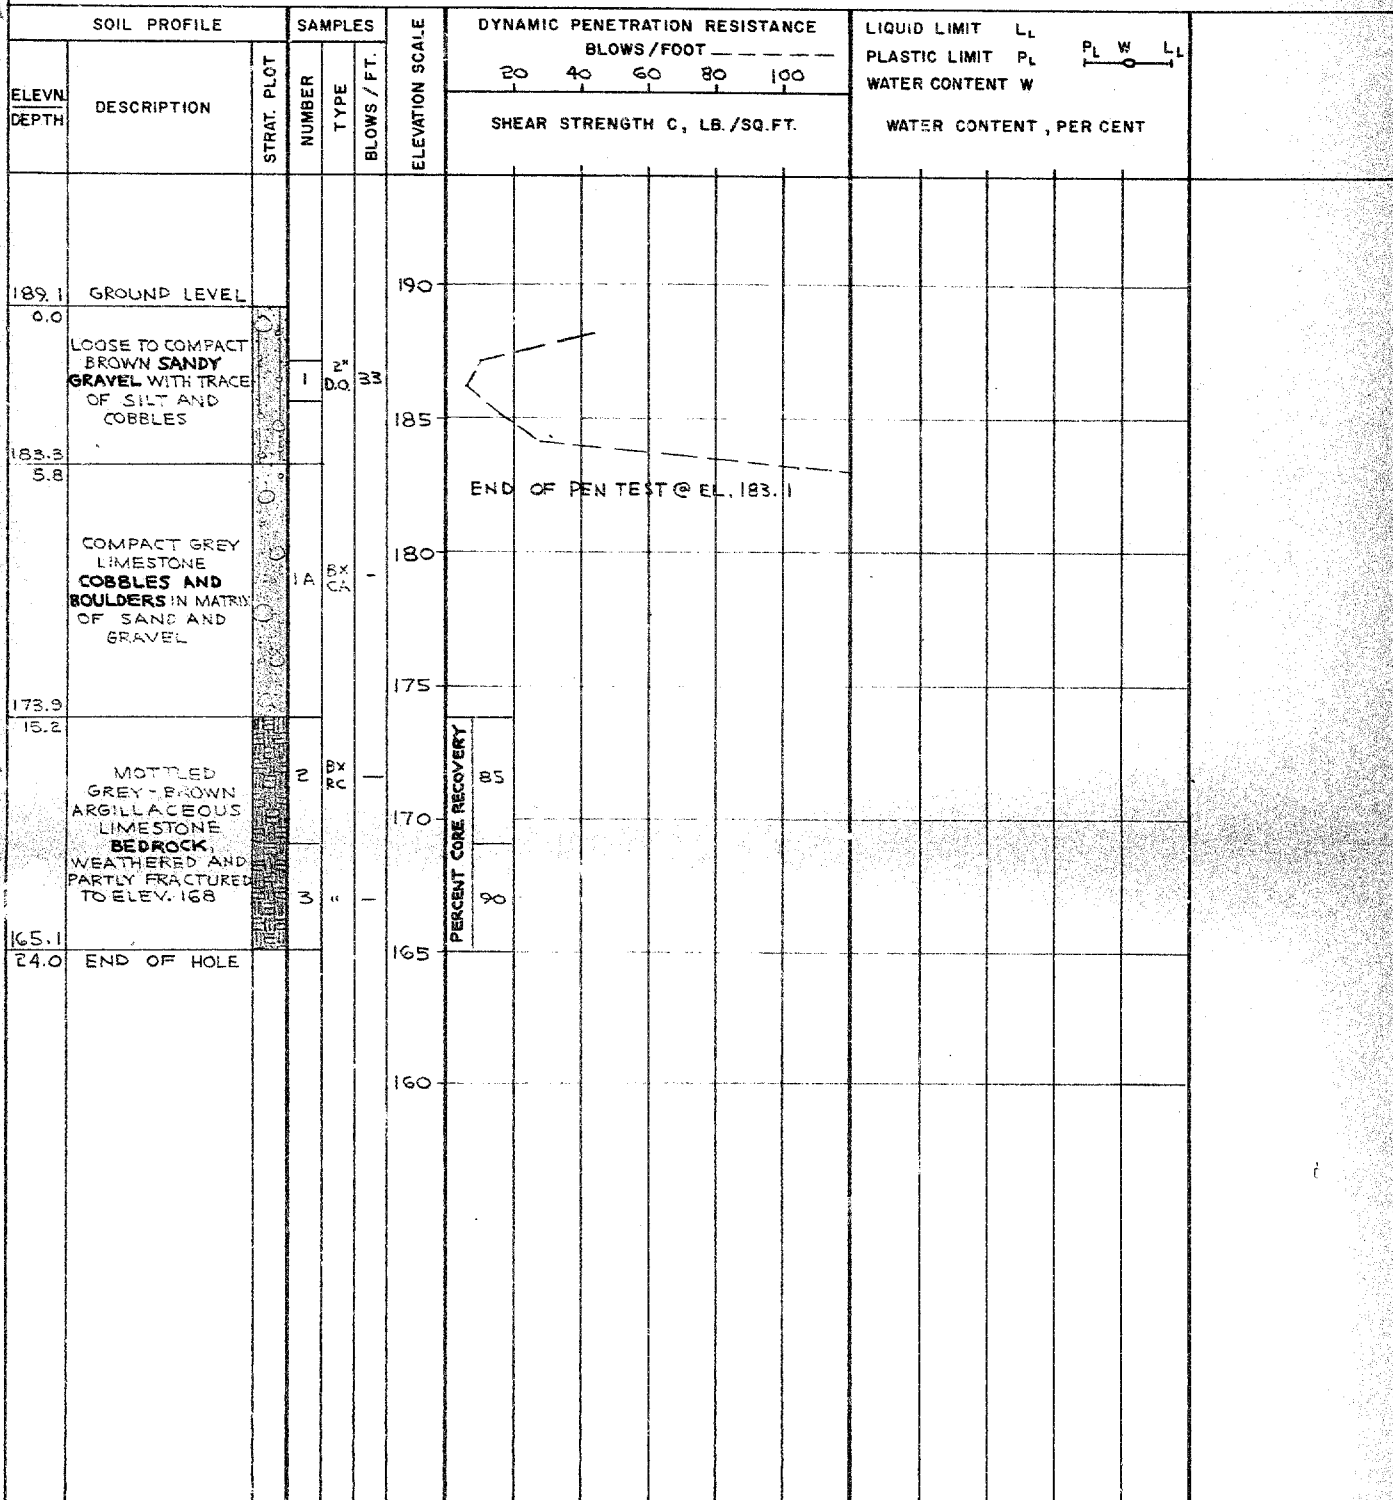 SOIL PROFILE
SAMPLES
ELEVN.
DEPTH
DESCRIPTION
STRAT. PLOT
NUMBER
TYPE
BLOWS / FT.
ELEVATION SCALE
DYNAMIC PENETRATION RESISTANCE
BLOWS/FOOT
20 40 60 80 100
SHEAR STRENGTH C, LB./SQ.FT.
LIQUID LIMIT LL
PLASTIC LIMIT PL
WATER CONTENT W
PL W LL
WATER CONTENT, PER CENT
189.1 GROUND LEVEL
0.0
LOOSE TO COMPACT
BROWN SANDY
GRAVEL WITH TRACE
OF SILT AND
COBBLES
1 2" D.O. 33
183.3
5.8
COMPACT GREY
LIMESTONE
COBBLES AND
BOULDERS IN MATRIX
OF SAND AND
GRAVEL
1A BX -
173.9
15.2
MOTTLED
GREY-BROWN
ARGILLACEOUS
LIMESTONE
BEDROCK,
WEATHERED AND
PARTLY FRACTURED
TO ELEV. 168
2 BX RC —
3 " —
165.1
24.0 END OF HOLE
190
185
180
175
170
165
160
END OF PEN TEST @ EL. 183.1
PERCENT CORE RECOVERY
85
90